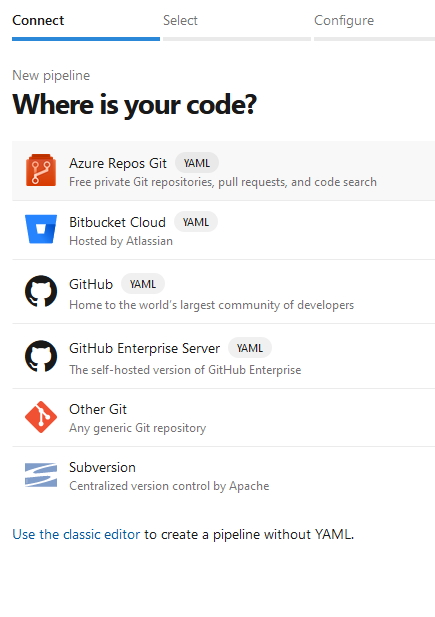 Connect Select Configure
New pipeline
Where is your code?
Azure Repos Git YAML
Free private Git repositories, pull requests, and code search
Bitbucket Cloud YAML
Hosted by Atlassian
GitHub YAML
Home to the world's largest community of developers
GitHub Enterprise Server YAML
The self-hosted version of GitHub Enterprise
Other Git
Any generic Git repository
Subversion
Centralized version control by Apache
Use the classic editor to create a pipeline without YAML.